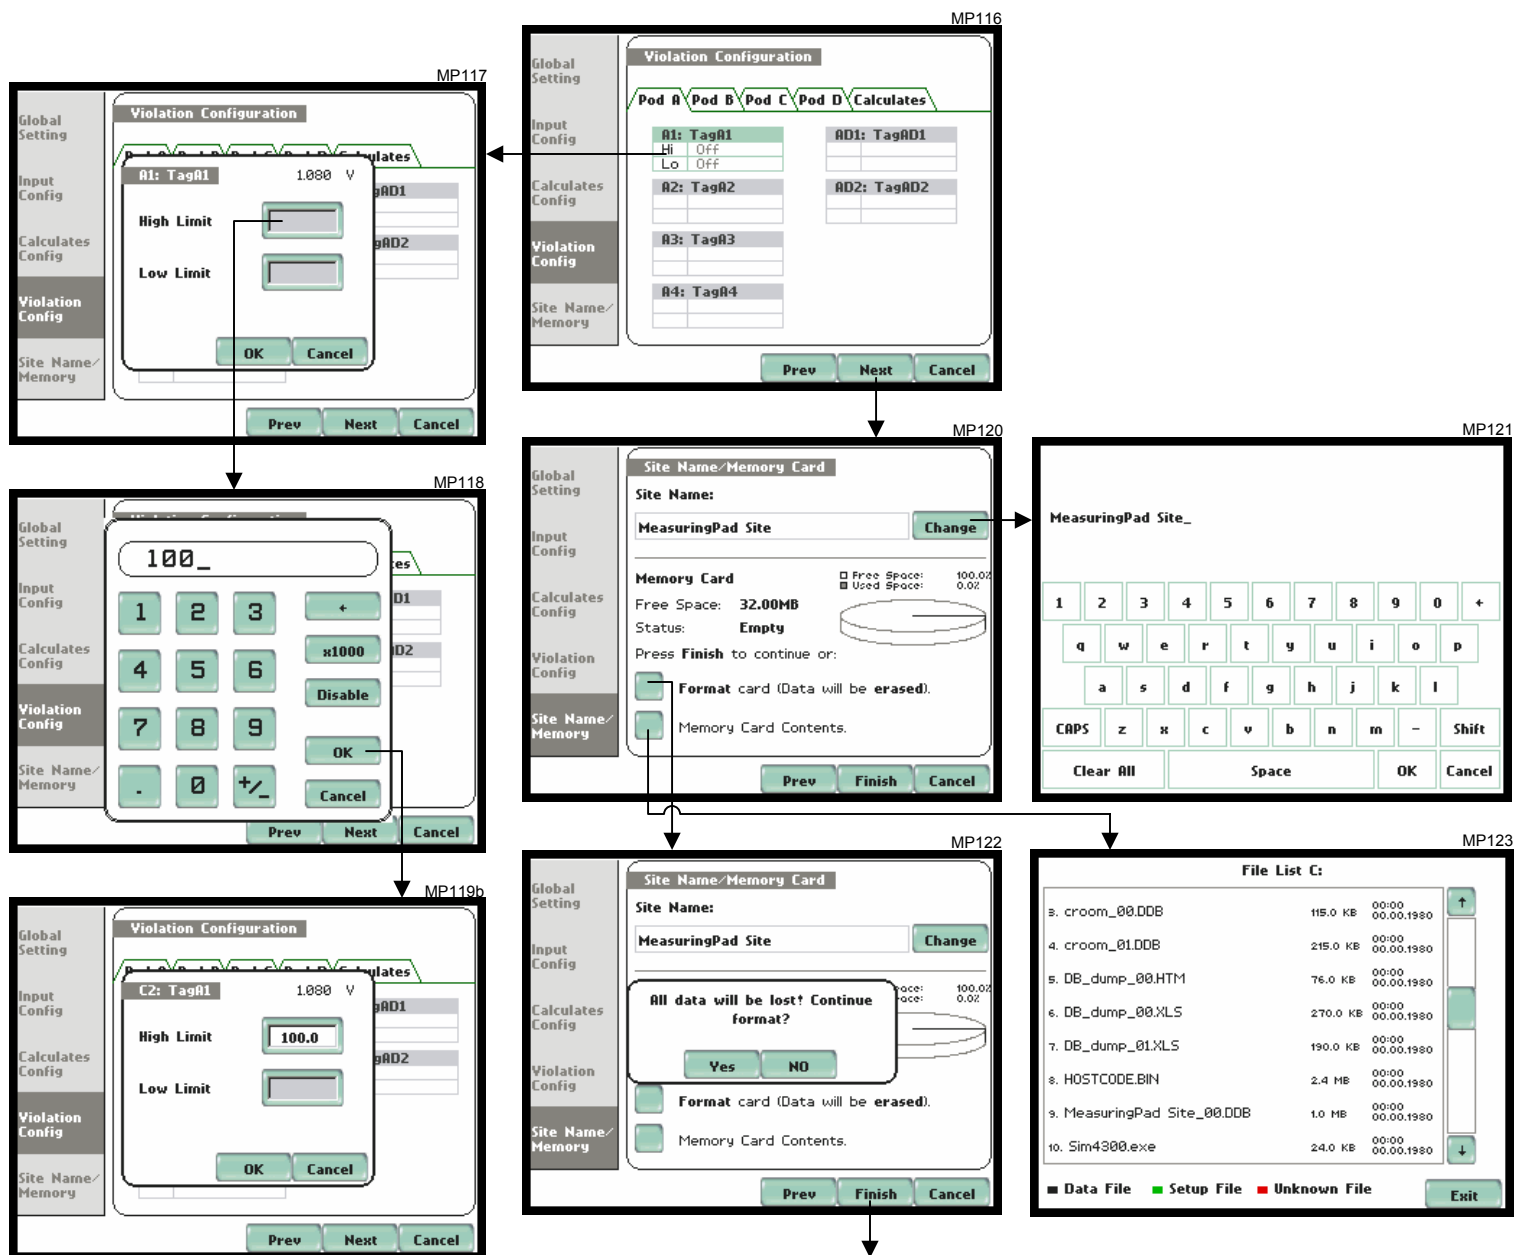 MP116
Global
Setting
Input
Config
Calculates
Config
Violation
Config
Site Name/
Memory
Violation Configuration
Pod A Pod B Pod C Pod D Calculates
A1: TagA1
Hi Off
Lo Off
AD1: TagAD1
A2: TagA2
AD2: TagAD2
A3: TagA3
A4: TagA4
Prev Next Cancel
MP117
Global
Setting
Input
Config
Calculates
Config
Violation
Config
Site Name/
Memory
Violation Configuration
ulates
gAD1
gAD2
A1: TagA1 1.080 V
High Limit
Low Limit
OK Cancel
Prev Next Cancel
MP118
Global
Setting
Input
Config
Calculates
Config
Violation
Config
Site Name/
Memory
100_
es
D1
D2
1 2 3 ←
4 5 6 x1000
Disable
7 8 9
OK
. 0 +/_ Cancel
Prev Next Cancel
MP119b
Global
Setting
Input
Config
Calculates
Config
Violation
Config
Site Name/
Memory
Violation Configuration
ulates
gAD1
gAD2
C2: TagA1 1.080 V
High Limit 100.0
Low Limit
OK Cancel
Prev Next Cancel
MP120
Global
Setting
Input
Config
Calculates
Config
Violation
Config
Site Name/
Memory
Site Name/Memory Card
Site Name:
MeasuringPad Site Change
Memory Card
Free Space: 100.0%
Used Space: 0.0%
Free Space: 32.00MB
Status: Empty
Press Finish to continue or:
Format card (Data will be erased).
Memory Card Contents.
Prev Finish Cancel
MP121
MeasuringPad Site_
1 2 3 4 5 6 7 8 9 0 ←
q w e r t y u i o p
a s d f g h j k l
CAPS z x c v b n m - Shift
Clear All Space OK Cancel
MP122
Global
Setting
Input
Config
Calculates
Config
Violation
Config
Site Name/
Memory
Site Name/Memory Card
Site Name:
MeasuringPad Site Change
pace: 100.0%
pace: 0.0%
All data will be lost! Continue
format?
Yes NO
Format card (Data will be erased).
Memory Card Contents.
Prev Finish Cancel
MP123
File List C:
3. croom_00.DDB 115.0 KB 00:00 00.00.1980
4. croom_01.DDB 215.0 KB 00:00 00.00.1980
5. DB_dump_00.HTM 76.0 KB 00:00 00.00.1980
6. DB_dump_00.XLS 270.0 KB 00:00 00.00.1980
7. DB_dump_01.XLS 190.0 KB 00:00 00.00.1980
8. HOSTCODE.BIN 2.4 MB 00:00 00.00.1980
9. MeasuringPad Site_00.DDB 1.0 MB 00:00 00.00.1980
10. Sim4300.exe 24.0 KB 00:00 00.00.1980
↑
↓
Data File Setup File Unknown File
Exit